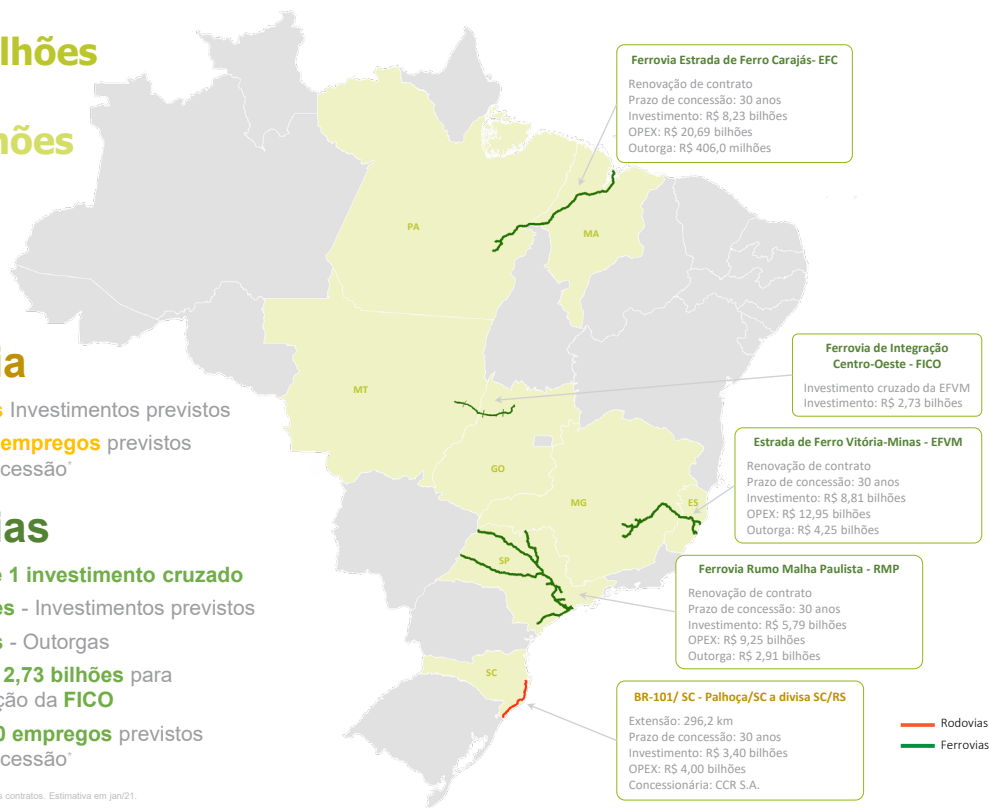 lhões
hões
ia
s Investimentos previstos
empregos previstos
cessão*
ias
e 1 investimento cruzado
es - Investimentos previstos
s - Outorgas
2,73 bilhões para
ção da FICO
0 empregos previstos
cessão*
s contratos. Estimativa em jan/21.
Ferrovia Estrada de Ferro Carajás- EFC
Renovação de contrato
Prazo de concessão: 30 anos
Investimento: R$ 8,23 bilhões
OPEX: R$ 20,69 bilhões
Outorga: R$ 406,0 milhões
PA
MA
Ferrovia de Integração
Centro-Oeste - FICO
Investimento cruzado da EFVM
Investimento: R$ 2,73 bilhões
MT
GO
MG
ES
Estrada de Ferro Vitória-Minas - EFVM
Renovação de contrato
Prazo de concessão: 30 anos
Investimento: R$ 8,81 bilhões
OPEX: R$ 12,95 bilhões
Outorga: R$ 4,25 bilhões
SP
Ferrovia Rumo Malha Paulista - RMP
Renovação de contrato
Prazo de concessão: 30 anos
Investimento: R$ 5,79 bilhões
OPEX: R$ 9,25 bilhões
Outorga: R$ 2,91 bilhões
SC
BR-101/ SC - Palhoça/SC a divisa SC/RS
Extensão: 296,2 km
Prazo de concessão: 30 anos
Investimento: R$ 3,40 bilhões
OPEX: R$ 4,00 bilhões
Concessionária: CCR S.A.
Rodovias
Ferrovias